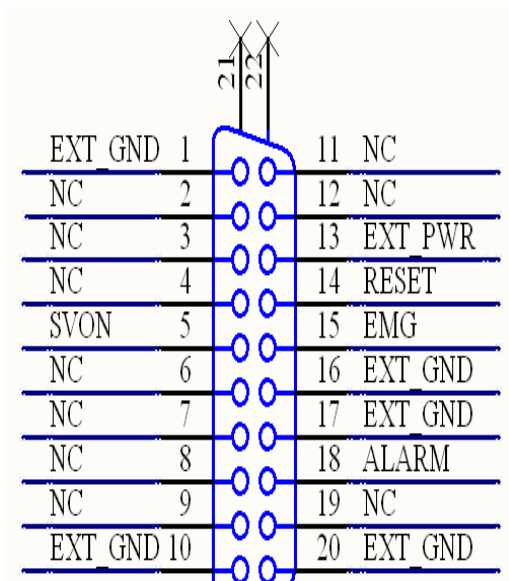 21 22
EXT_GND 1 11 NC
NC 2 12 NC
NC 3 13 EXT_PWR
NC 4 14 RESET
SVON 5 15 EMG
NC 6 16 EXT_GND
NC 7 17 EXT_GND
NC 8 18 ALARM
NC 9 19 NC
EXT_GND 10 20 EXT_GND